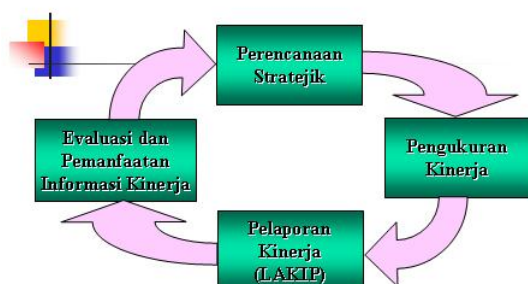 Perencanaan
Stratejik
Evaluasi dan
Pemanfaatan
Informasi Kinerja
Pengukuran
Kinerja
Pelaporan
Kinerja
(LAKIP)